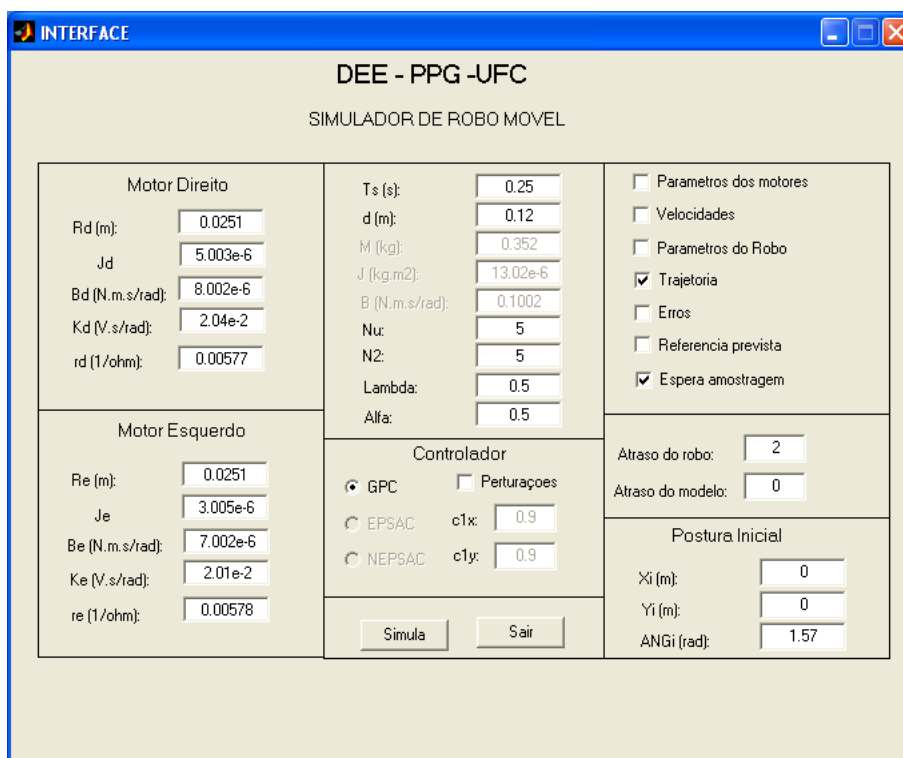 INTERFACE
DEE - PPG -UFC
SIMULADOR DE ROBO MOVEL
Motor Direito
Rd (m): 0.0251
Jd 5.003e-6
Bd (N.m.s/rad): 8.002e-6
Kd (V.s/rad): 2.04e-2
rd (1/ohm): 0.00577
Motor Esquerdo
Re (m): 0.0251
Je 3.005e-6
Be (N.m.s/rad): 7.002e-6
Ke (V.s/rad): 2.01e-2
re (1/ohm): 0.00578
Ts (s): 0.25
d (m): 0.12
M (kg): 0.352
J (kg.m2): 13.02e-6
B (N.m.s/rad): 0.1002
Nu: 5
N2: 5
Lambda: 0.5
Alfa: 0.5
Controlador
GPC Perturbaçoes
EPSAC c1x: 0.9
NEPSAC c1y: 0.9
Simula Sair
Parametros dos motores
Velocidades
Parametros do Robo
Trajetoria
Erros
Referencia prevista
Espera amostragem
Atraso do robo: 2
Atraso do modelo: 0
Postura Inicial
Xi (m): 0
Yi (m): 0
ANGi (rad): 1.57